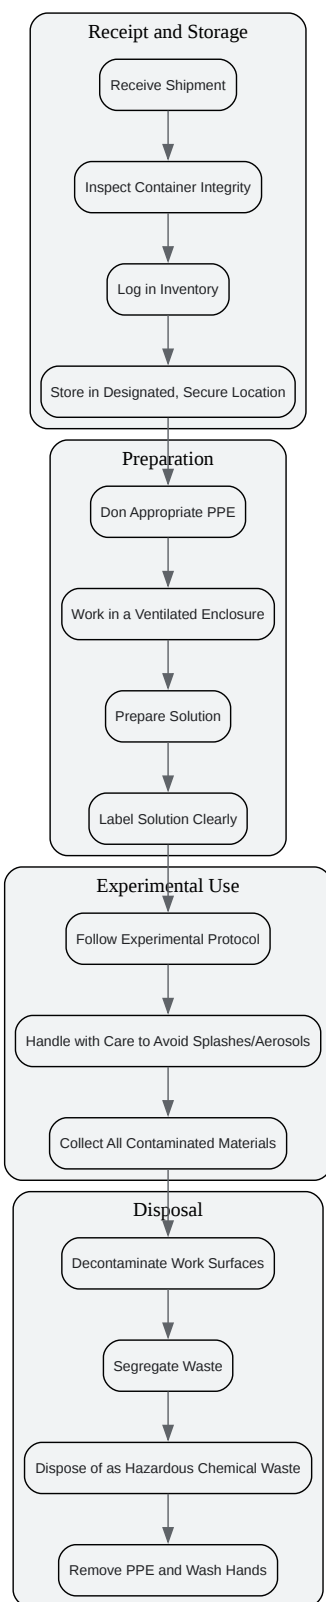 Receipt and Storage
Receive Shipment
Inspect Container Integrity
Log in Inventory
Store in Designated, Secure Location
Preparation
Don Appropriate PPE
Work in a Ventilated Enclosure
Prepare Solution
Label Solution Clearly
Experimental Use
Follow Experimental Protocol
Handle with Care to Avoid Splashes/Aerosols
Collect All Contaminated Materials
Disposal
Decontaminate Work Surfaces
Segregate Waste
Dispose of as Hazardous Chemical Waste
Remove PPE and Wash Hands